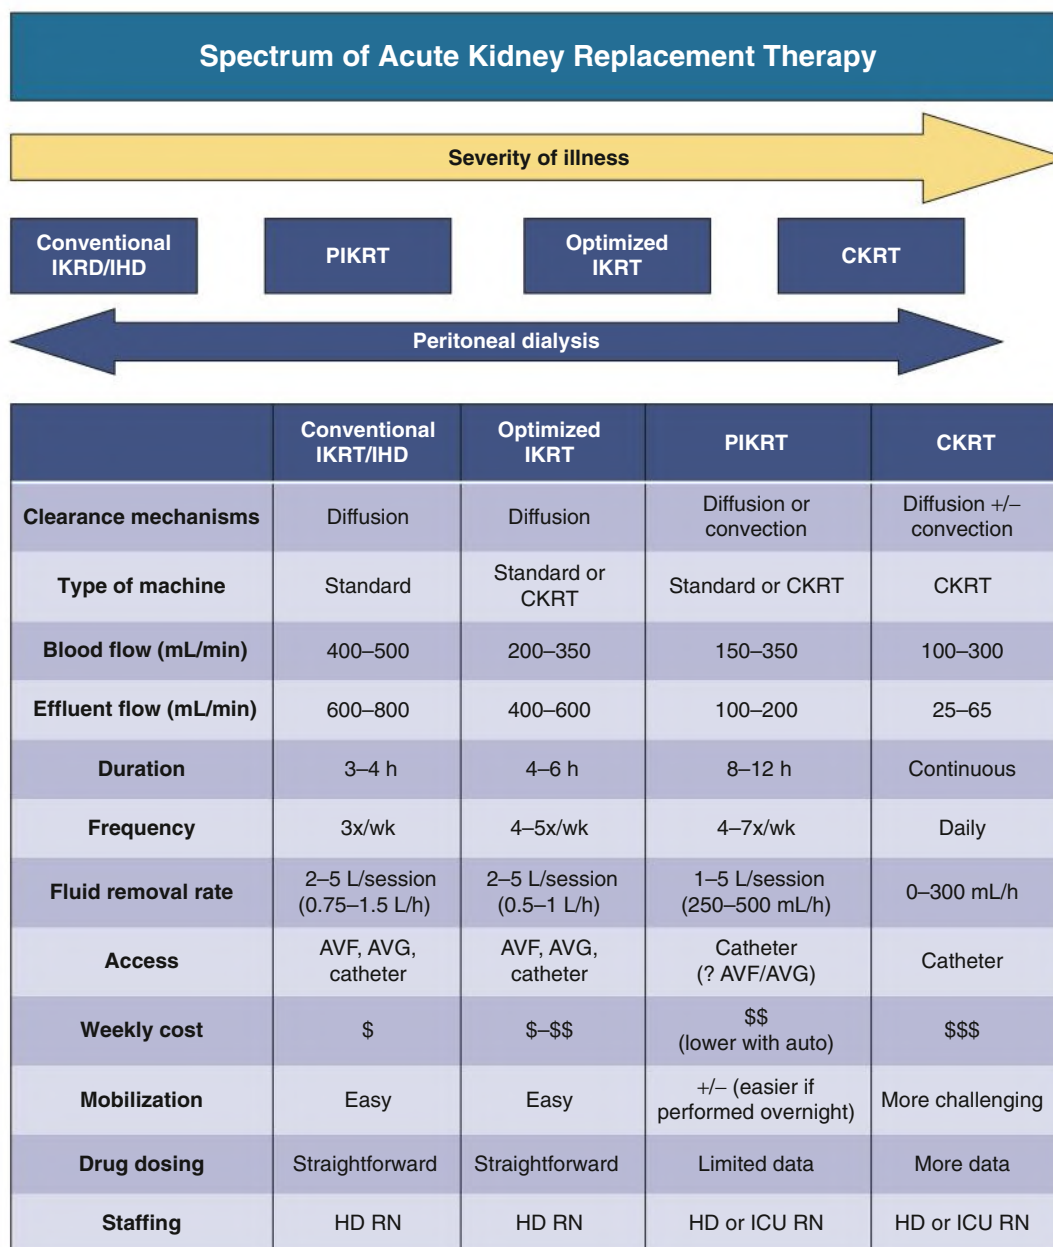 Spectrum of Acute Kidney Replacement Therapy
Severity of illness
Conventional
IKRD/IHD
PIKRT
Optimized
IKRT
CKRT
Peritoneal dialysis
Conventional
IKRT/IHD
Optimized
IKRT
PIKRT
CKRT
Clearance mechanisms
Diffusion
Diffusion
Diffusion or
convection
Diffusion +/–
convection
Type of machine
Standard
Standard or
CKRT
Standard or CKRT
CKRT
Blood flow (mL/min)
400–500
200–350
150–350
100–300
Effluent flow (mL/min)
600–800
400–600
100–200
25–65
Duration
3–4 h
4–6 h
8–12 h
Continuous
Frequency
3x/wk
4–5x/wk
4–7x/wk
Daily
Fluid removal rate
2–5 L/session
(0.75–1.5 L/h)
2–5 L/session
(0.5–1 L/h)
1–5 L/session
(250–500 mL/h)
0–300 mL/h
Access
AVF, AVG,
catheter
AVF, AVG,
catheter
Catheter
(? AVF/AVG)
Catheter
Weekly cost
$
$–$$
$$
(lower with auto)
$$$
Mobilization
Easy
Easy
+/– (easier if
performed overnight)
More challenging
Drug dosing
Straightforward
Straightforward
Limited data
More data
Staffing
HD RN
HD RN
HD or ICU RN
HD or ICU RN